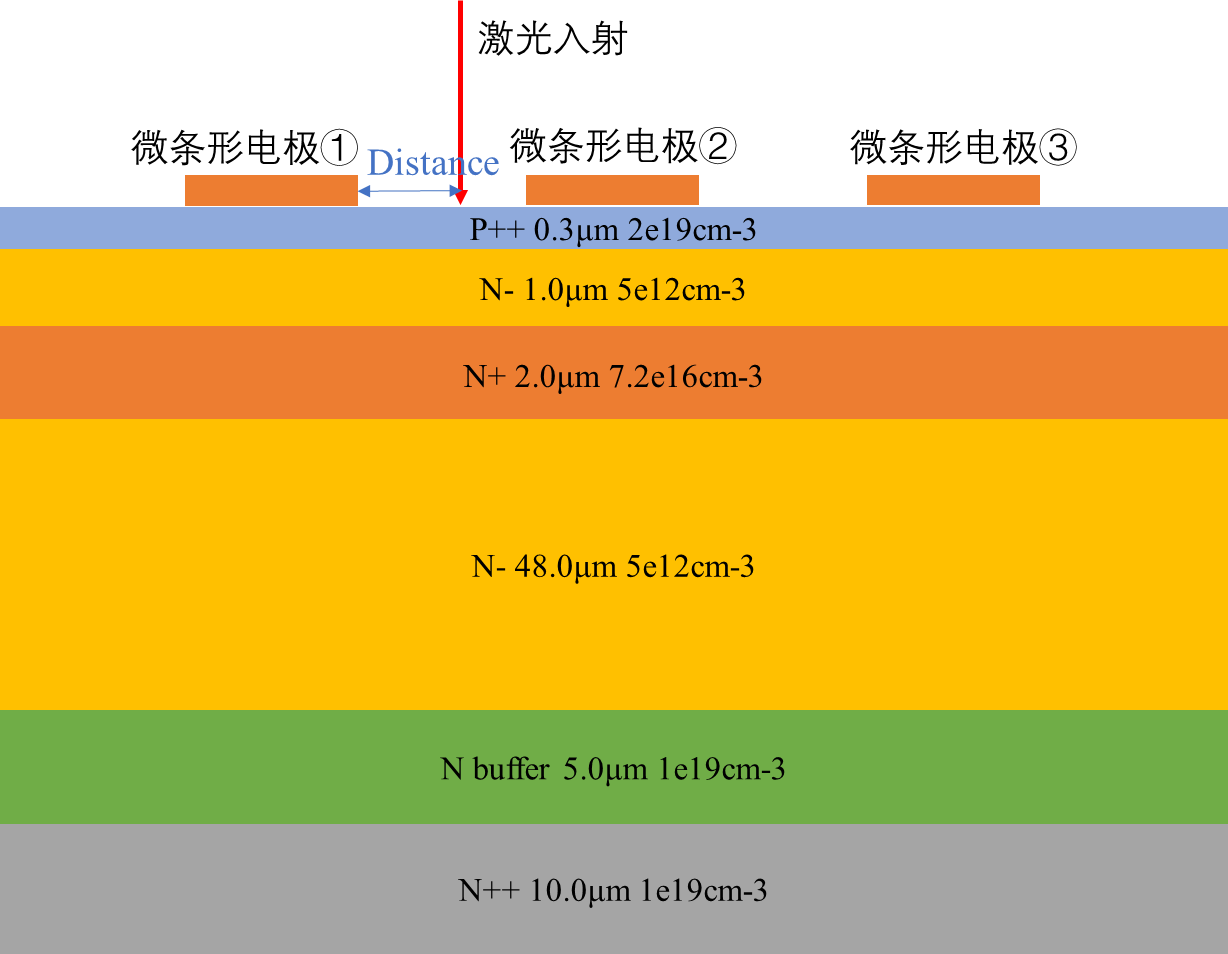 激光入射
微条形电极①
Distance
微条形电极②
微条形电极③
P++ 0.3μm 2e19cm-3
N- 1.0μm 5e12cm-3
N+ 2.0μm 7.2e16cm-3
N- 48.0μm 5e12cm-3
N buffer 5.0μm 1e19cm-3
N++ 10.0μm 1e19cm-3